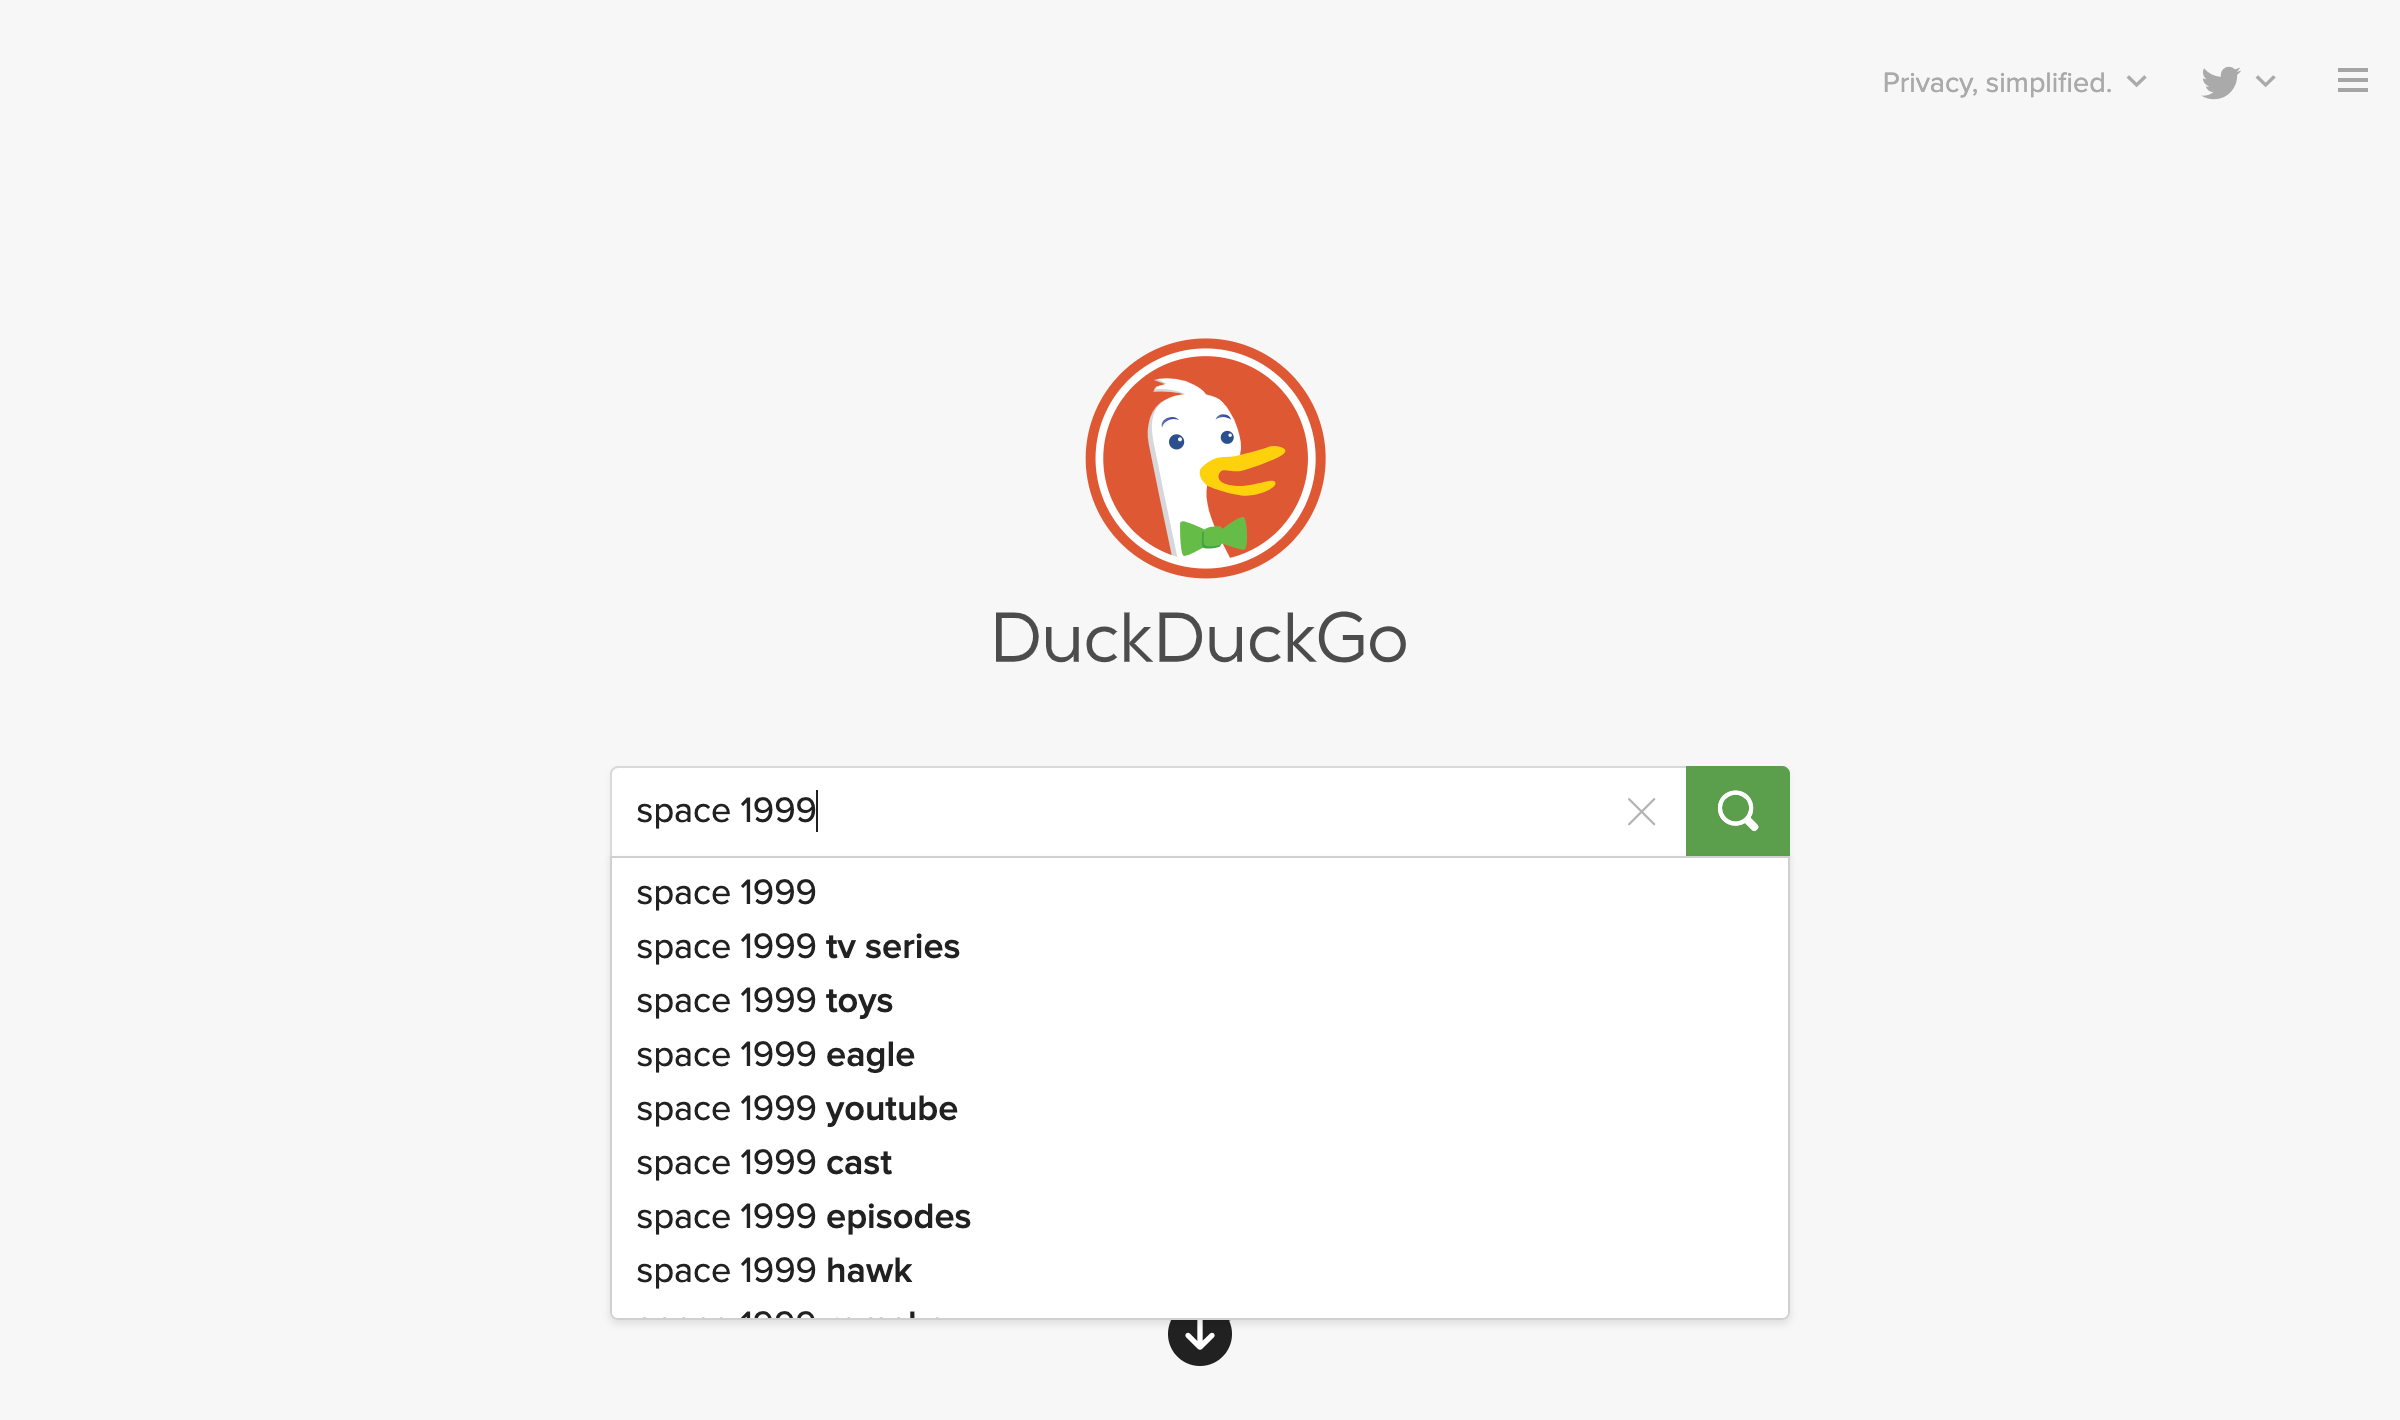 Privacy, simplified.
DuckDuckGo
space 1999
space 1999
space 1999 tv series
space 1999 toys
space 1999 eagle
space 1999 youtube
space 1999 cast
space 1999 episodes
space 1999 hawk